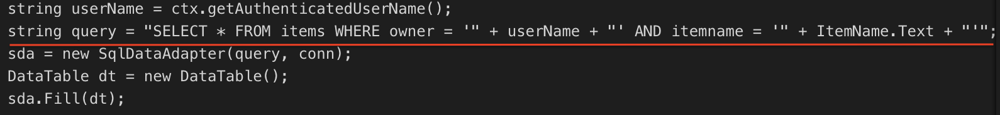 string userName = ctx.getAuthenticatedUserName();
string query = "SELECT * FROM items WHERE owner = '" + userName + "' AND itemname = '" + ItemName.Text + "'";
sda = new SqlDataAdapter(query, conn);
DataTable dt = new DataTable();
sda.Fill(dt);